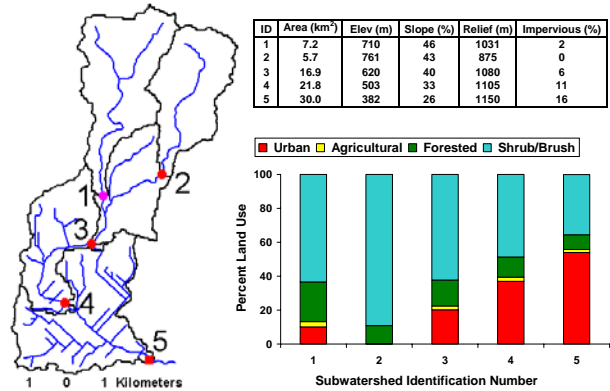 ID Area (km²) Elev (m) Slope (%) Relief (m) Impervious (%)
1 7.2 710 46 1031 2
2 5.7 761 43 875 0
3 16.9 620 40 1080 6
4 21.8 503 33 1105 11
5 30.0 382 26 1150 16
1
2
3
4
5
1 0 1 Kilometers
Urban Agricultural Forested Shrub/Brush
Percent Land Use
100
80
60
40
20
0
1 2 3 4 5
Subwatershed Identification Number